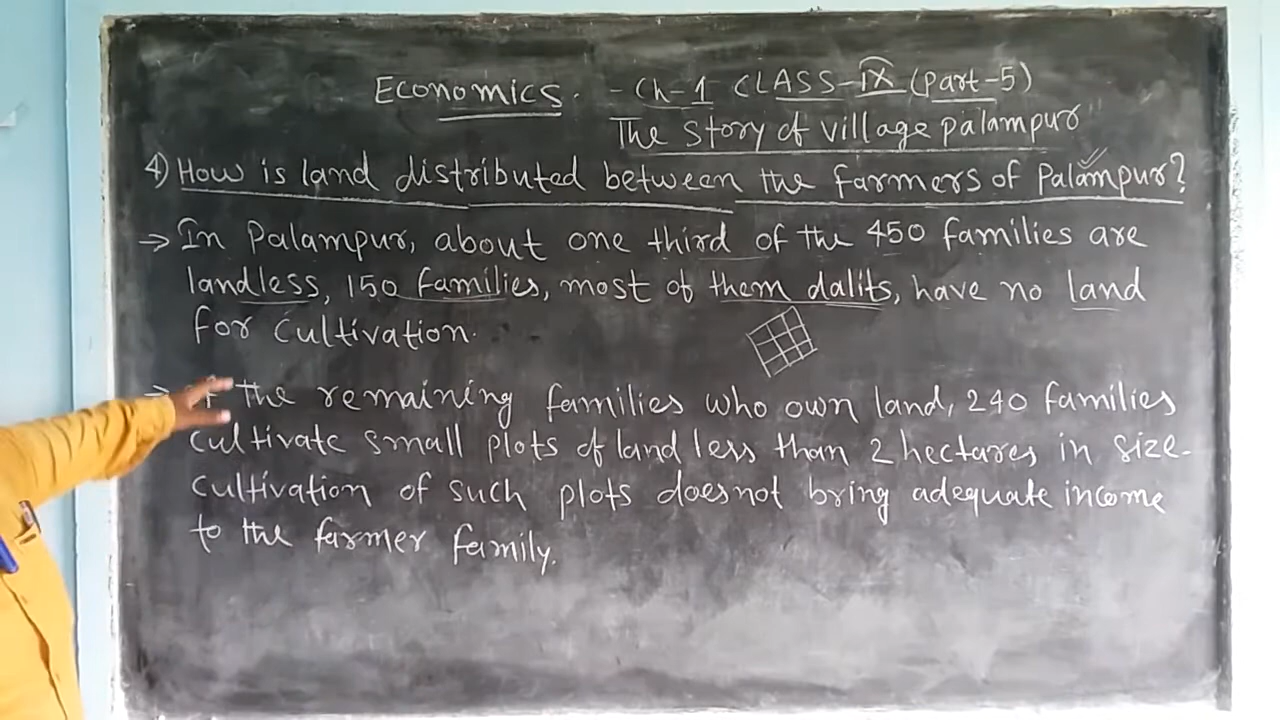 Economics. - Ch-1 CLASS-IX (Part-5)
The Story of village palampur"
4) How is land distributed between the farmers of Palampur?
→ In Palampur, about one third of the 450 families are
landless, 150 families, most of them dalits, have no land
for cultivation.
→ the remaining families who own land, 240 families
cultivate small plots of land less than 2 hectares in size.
Cultivation of such plots does not bring adequate income
to the farmer family.